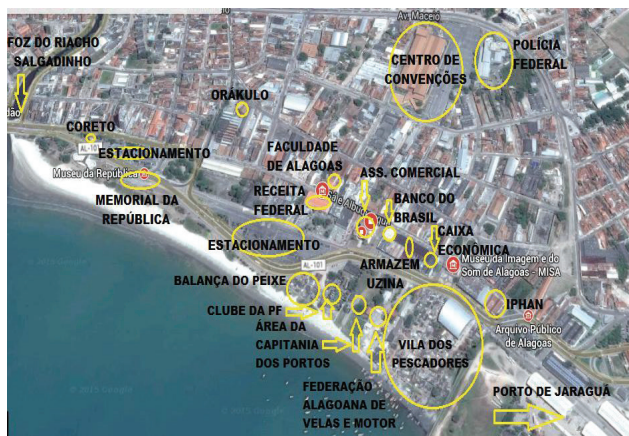 Av. Maceió
FOZ DO RIACHO
SALGADINHO
CENTRO DE
CONVENÇÕES
POLÍCIA
FEDERAL
ORÁKULO
CORETO
AL-101
ESTACIONAMENTO
Museu da República
MEMORIAL DA
REPÚBLICA
FACULDADE
DE ALAGOAS
RECEITA
FEDERAL
ASS. COMERCIAL
BANCO DO
BRASIL
CAIXA
ECONOMICA
ESTACIONAMENTO
AL-101
ARMAZEM
UZINA
Museu da Imagem e do
Som de Alagoas - MISA
BALANÇA DO PEIXE
CLUBE DA PF
ÁREA DA
CAPITANIA
DOS PORTOS
IPHAN
Arquivo Público
de Alagoas
VILA DOS
PESCADORES
FEDERAÇÃO
ALAGOANA DE
VELAS E MOTOR
PORTO DE JARAGUÁ